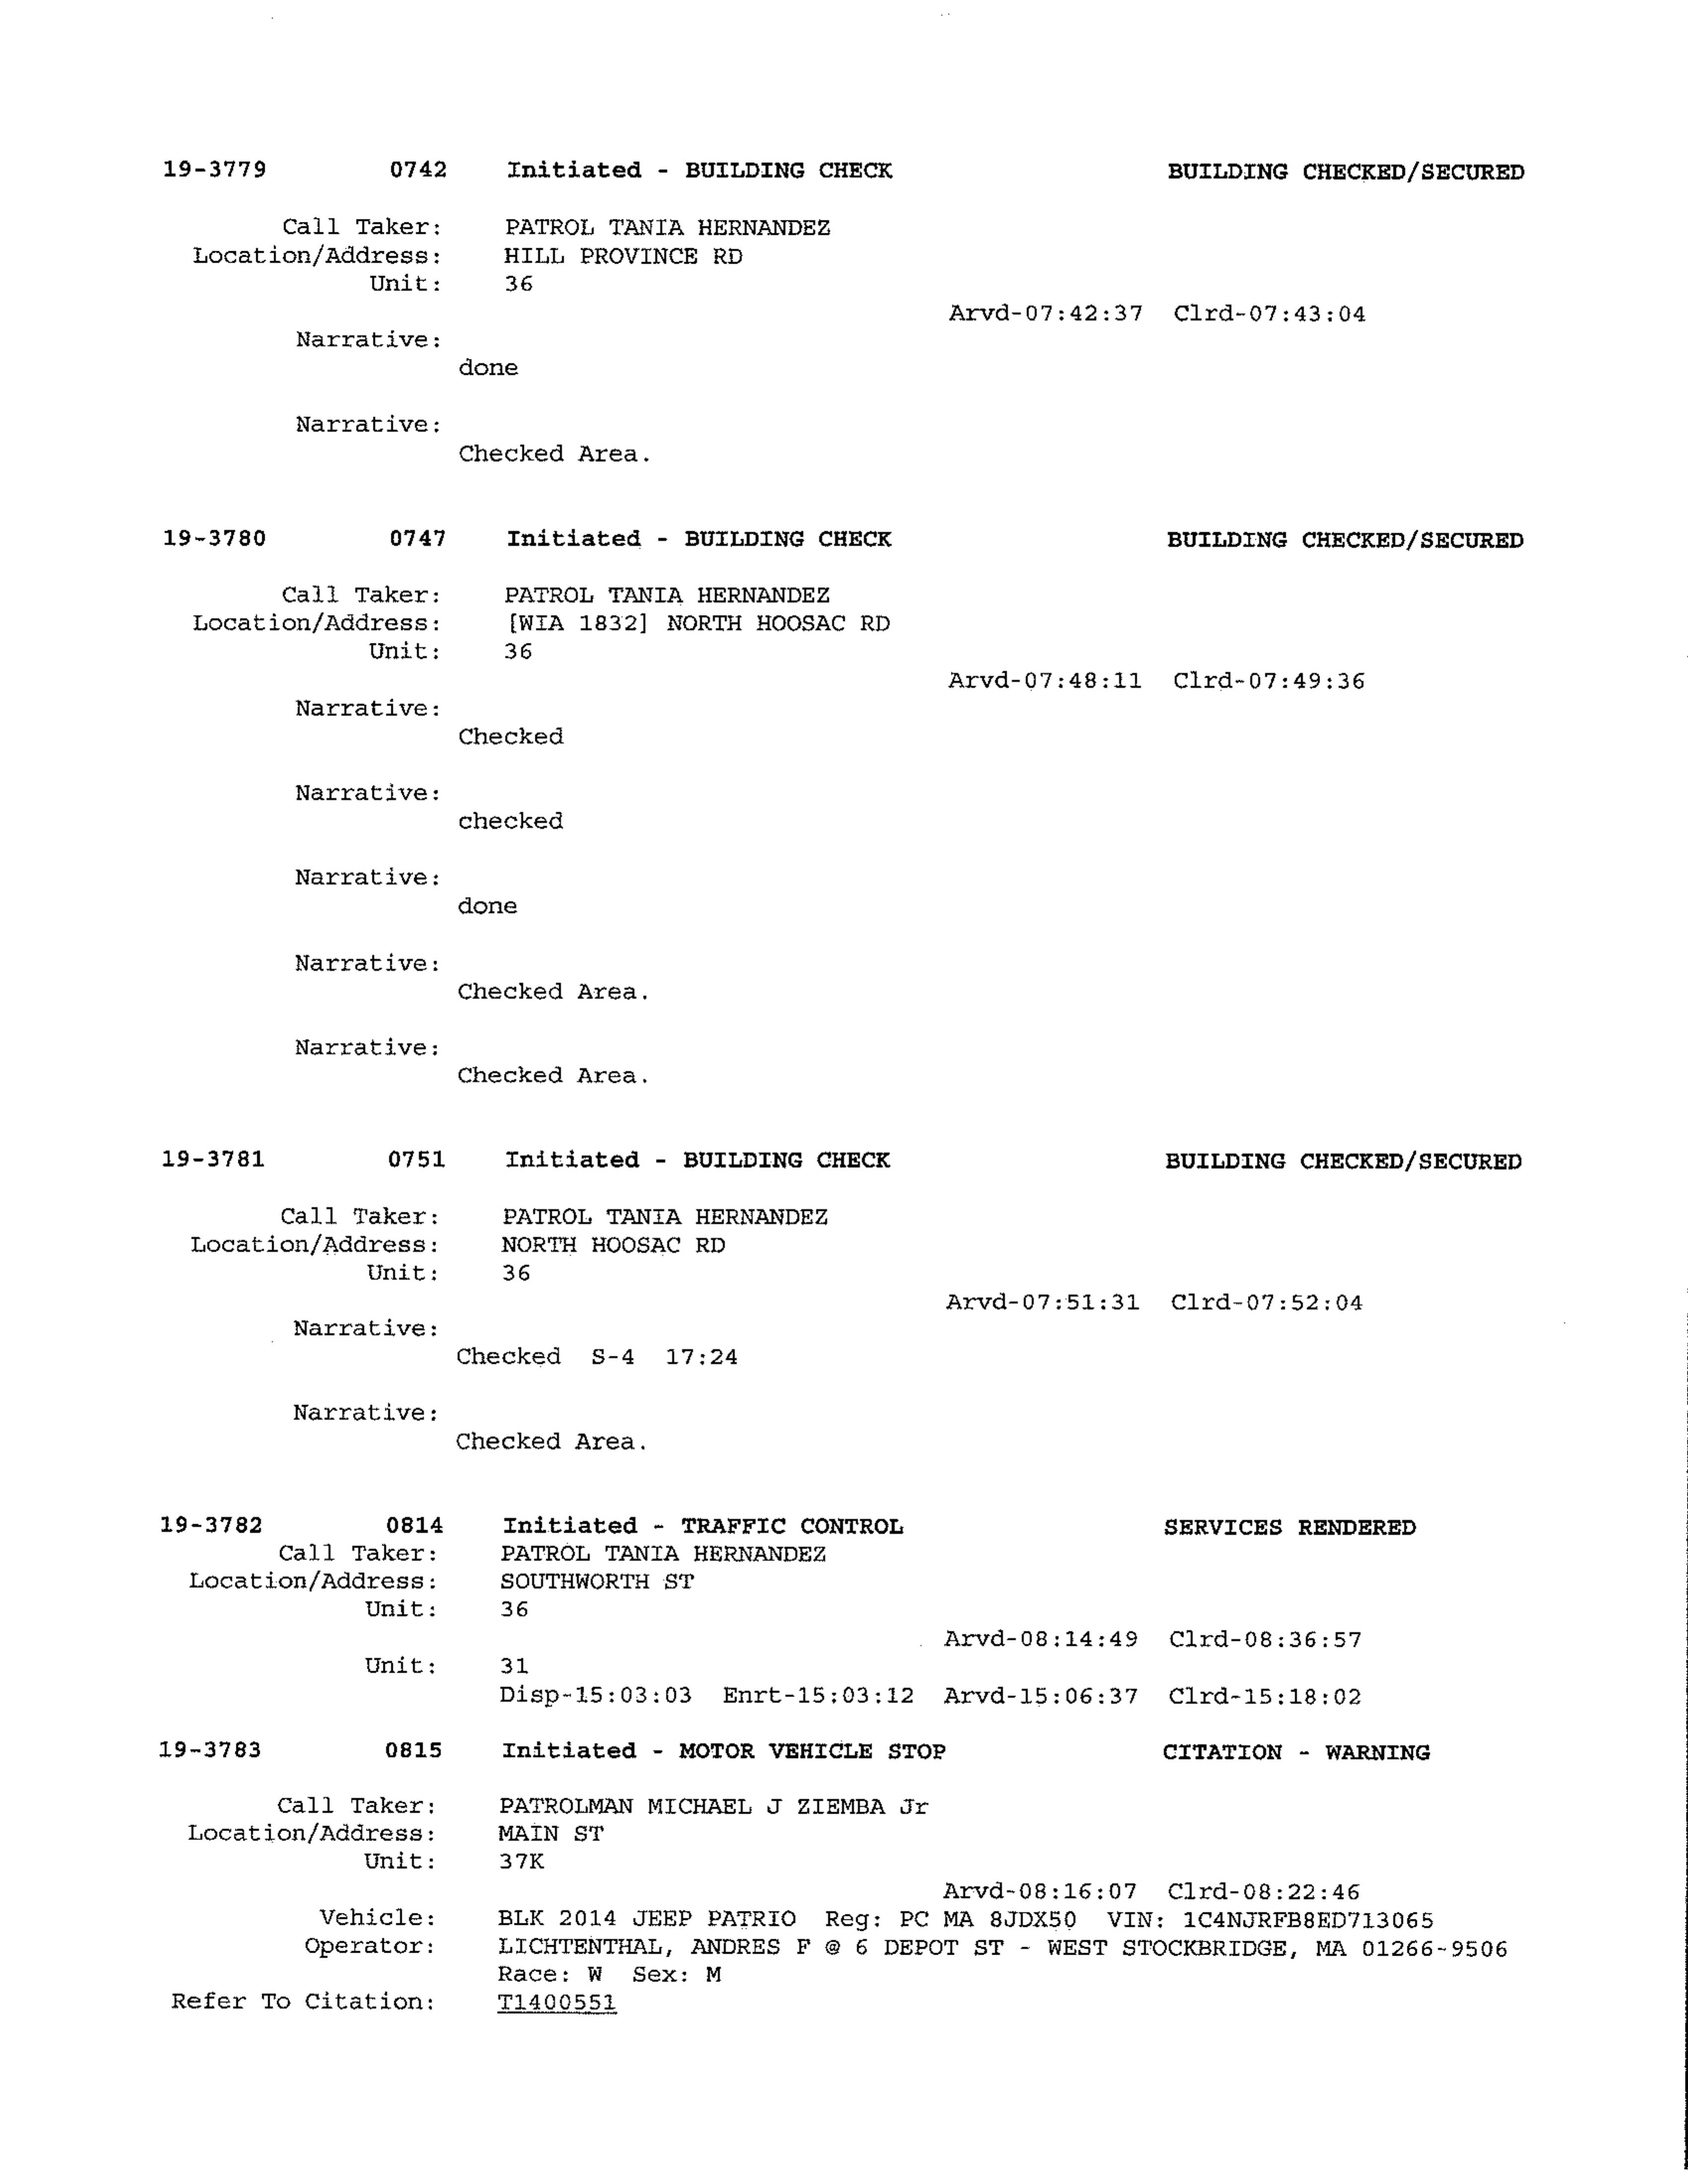 19-3779 0742 Initiated - BUILDING CHECK BUILDING CHECKED/SECURED
Call Taker: PATROL TANIA HERNANDEZ
Location/Address: HILL PROVINCE RD
Unit: 36
Arvd-07:42:37 Clrd-07:43:04
Narrative:
done
Narrative:
Checked Area.
19-3780 0747 Initiated - BUILDING CHECK BUILDING CHECKED/SECURED
Call Taker: PATROL TANIA HERNANDEZ
Location/Address: [WIA 1832] NORTH HOOSAC RD
Unit: 36
Arvd-07:48:11 Clrd-07:49:36
Narrative:
Checked
Narrative:
checked
Narrative:
done
Narrative:
Checked Area.
Narrative:
Checked Area.
19-3781 0751 Initiated - BUILDING CHECK BUILDING CHECKED/SECURED
Call Taker: PATROL TANIA HERNANDEZ
Location/Address: NORTH HOOSAC RD
Unit: 36
Arvd-07:51:31 Clrd-07:52:04
Narrative:
Checked S-4 17:24
Narrative:
Checked Area.
19-3782 0814 Initiated - TRAFFIC CONTROL SERVICES RENDERED
Call Taker: PATROL TANIA HERNANDEZ
Location/Address: SOUTHWORTH ST
Unit: 36
Arvd-08:14:49 Clrd-08:36:57
Unit: 31
Disp-15:03:03 Enrt-15:03:12 Arvd-15:06:37 Clrd-15:18:02
19-3783 0815 Initiated - MOTOR VEHICLE STOP CITATION - WARNING
Call Taker: PATROLMAN MICHAEL J ZIEMBA Jr
Location/Address: MAIN ST
Unit: 37K
Arvd-08:16:07 Clrd-08:22:46
Vehicle: BLK 2014 JEEP PATRIO Reg: PC MA 8JDX50 VIN: 1C4NJRFB8ED713065
Operator: LICHTENTHAL, ANDRES F @ 6 DEPOT ST - WEST STOCKBRIDGE, MA 01266-9506
Race: W Sex: M
Refer To Citation: T1400551